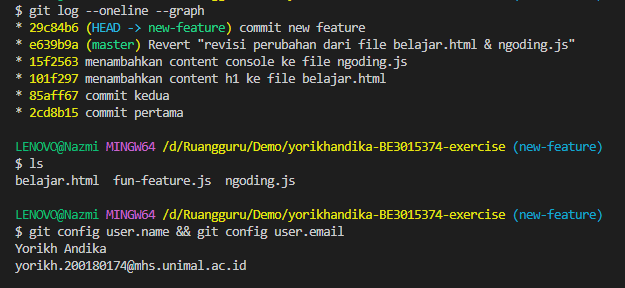 $ git log --oneline --graph
* 29c84b6 (HEAD -> new-feature) commit new feature
* e639b9a (master) Revert "revisi perubahan dari file belajar.html & ngoding.js"
* 15f2563 menambahkan content console ke file ngoding.js
* 101f297 menambahkan content h1 ke file belajar.html
* 85aff67 commit kedua
* 2cd8b15 commit pertama
LENOVO@Nazmi MINGW64 /d/Ruangguru/Demo/yorikhandika-BE3015374-exercise (new-feature)
$ ls
belajar.html  fun-feature.js  ngoding.js
LENOVO@Nazmi MINGW64 /d/Ruangguru/Demo/yorikhandika-BE3015374-exercise (new-feature)
$ git config user.name && git config user.email
Yorikh Andika
yorikh.200180174@mhs.unimal.ac.id